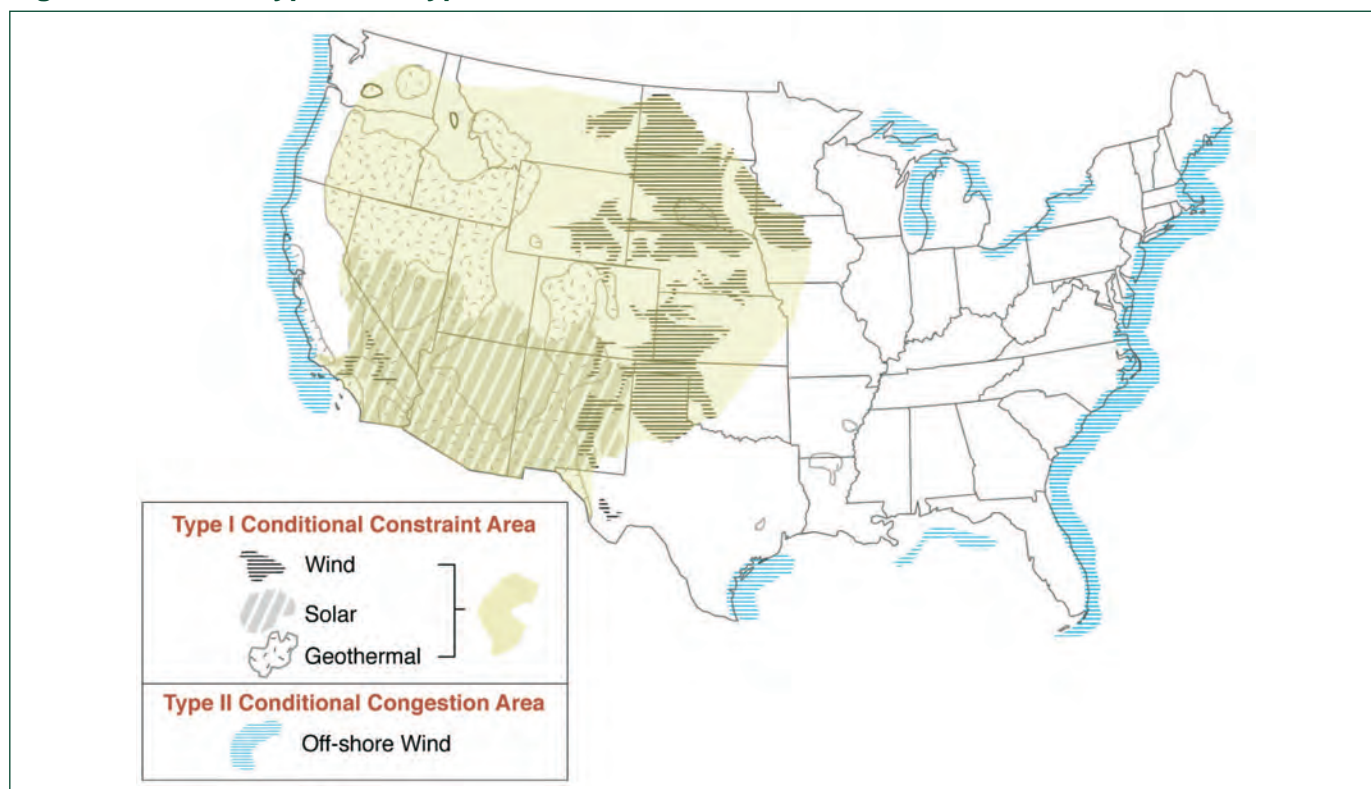 Type I Conditional Constraint Area
Wind
Solar
Geothermal
Type II Conditional Congestion Area
Off-shore Wind